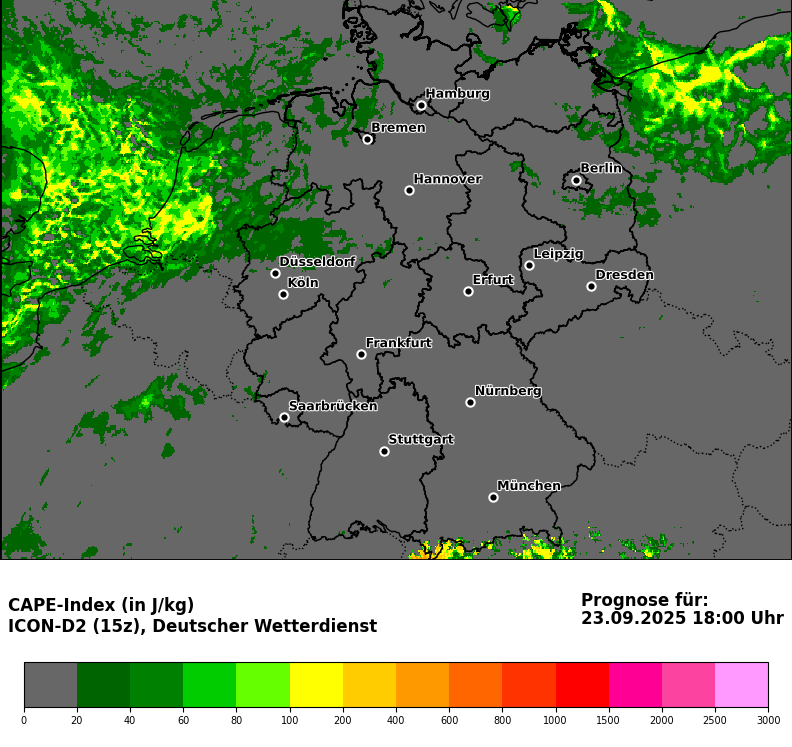 Hamburg
Bremen
Berlin
Hannover
Leipzig
Düsseldorf
Dresden
Köln
Erfurt
Frankfurt
Nürnberg
Saarbrücken
Stuttgart
München
CAPE-Index (in J/kg)
ICON-D2 (15z), Deutscher Wetterdienst
Prognose für:
23.09.2025 18:00 Uhr
0 20 40 60 80 100 200 400 600 800 1000 1500 2000 2500 3000